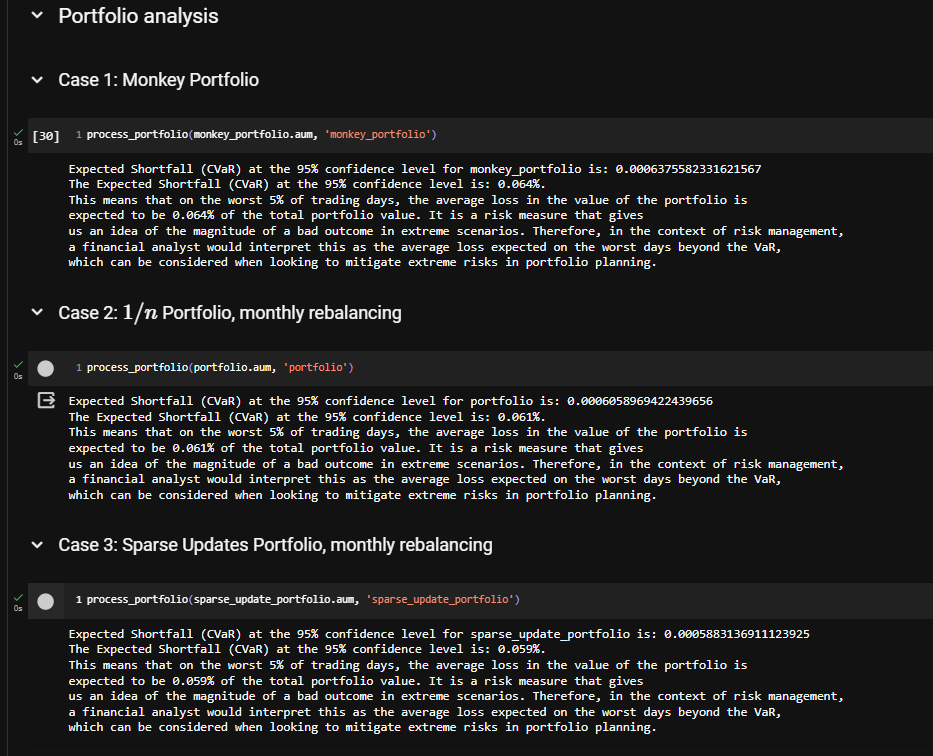 Portfolio analysis
Case 1: Monkey Portfolio
0s
[30]
1 process_portfolio(monkey_portfolio.aum, 'monkey_portfolio')
Expected Shortfall (CVaR) at the 95% confidence level for monkey_portfolio is: 0.0006375582331621567
The Expected Shortfall (CVaR) at the 95% confidence level is: 0.064%.
This means that on the worst 5% of trading days, the average loss in the value of the portfolio is
expected to be 0.064% of the total portfolio value. It is a risk measure that gives
us an idea of the magnitude of a bad outcome in extreme scenarios. Therefore, in the context of risk management,
a financial analyst would interpret this as the average loss expected on the worst days beyond the VaR,
which can be considered when looking to mitigate extreme risks in portfolio planning.
Case 2: 1/n Portfolio, monthly rebalancing
0s
1 process_portfolio(portfolio.aum, 'portfolio')
Expected Shortfall (CVaR) at the 95% confidence level for portfolio is: 0.0006058969422439656
The Expected Shortfall (CVaR) at the 95% confidence level is: 0.061%.
This means that on the worst 5% of trading days, the average loss in the value of the portfolio is
expected to be 0.061% of the total portfolio value. It is a risk measure that gives
us an idea of the magnitude of a bad outcome in extreme scenarios. Therefore, in the context of risk management,
a financial analyst would interpret this as the average loss expected on the worst days beyond the VaR,
which can be considered when looking to mitigate extreme risks in portfolio planning.
Case 3: Sparse Updates Portfolio, monthly rebalancing
0s
1 process_portfolio(sparse_update_portfolio.aum, 'sparse_update_portfolio')
Expected Shortfall (CVaR) at the 95% confidence level for sparse_update_portfolio is: 0.0005883136911123925
The Expected Shortfall (CVaR) at the 95% confidence level is: 0.059%.
This means that on the worst 5% of trading days, the average loss in the value of the portfolio is
expected to be 0.059% of the total portfolio value. It is a risk measure that gives
us an idea of the magnitude of a bad outcome in extreme scenarios. Therefore, in the context of risk management,
a financial analyst would interpret this as the average loss expected on the worst days beyond the VaR,
which can be considered when looking to mitigate extreme risks in portfolio planning.